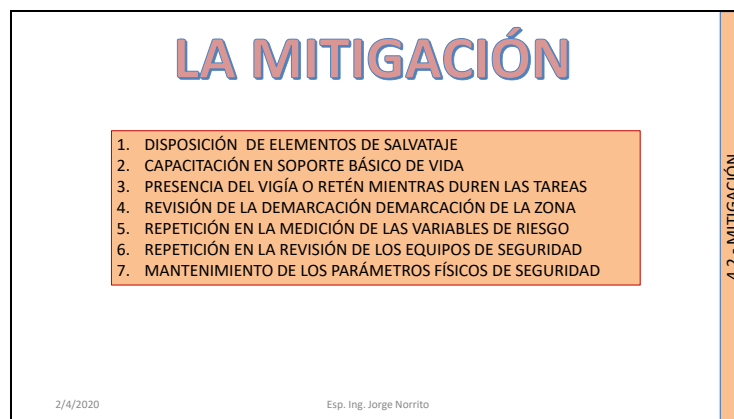 LA MITIGACIÓN
1. DISPOSICIÓN DE ELEMENTOS DE SALVATAJE
2. CAPACITACIÓN EN SOPORTE BÁSICO DE VIDA
3. PRESENCIA DEL VIGÍA O RETÉN MIENTRAS DUREN LAS TAREAS
4. REVISIÓN DE LA DEMARCACIÓN DEMARCACIÓN DE LA ZONA
5. REPETICIÓN EN LA MEDICIÓN DE LAS VARIABLES DE RIESGO
6. REPETICIÓN EN LA REVISIÓN DE LOS EQUIPOS DE SEGURIDAD
7. MANTENIMIENTO DE LOS PARÁMETROS FÍSICOS DE SEGURIDAD
4.2.- MITIGACIÓN
2/4/2020
Esp. Ing. Jorge Norrito